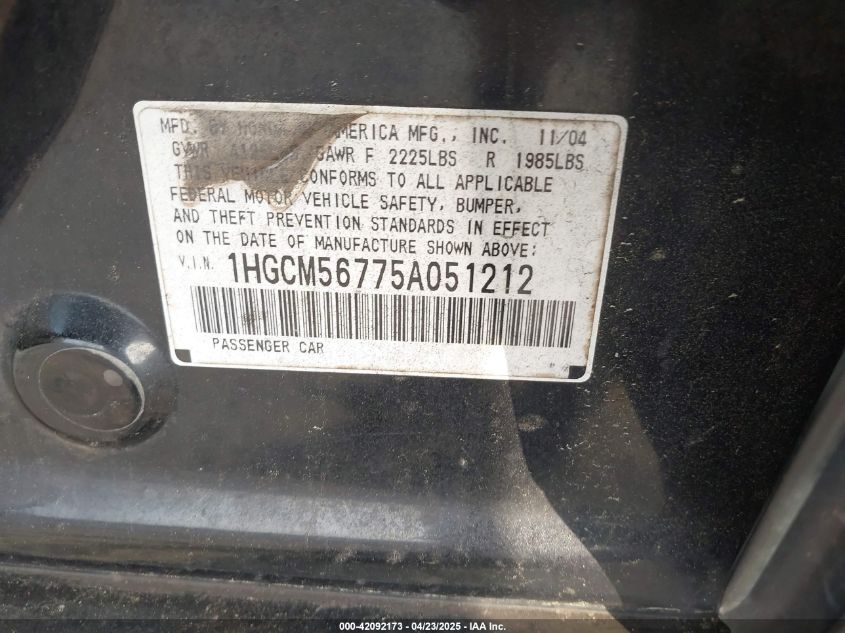 MFD. BY HONDA OF AMERICA MFG., INC. 11/04
GVWR GAWR F 2225LBS R 1985LBS
THIS VEHICLE CONFORMS TO ALL APPLICABLE
FEDERAL MOTOR VEHICLE SAFETY, BUMPER,
AND THEFT PREVENTION STANDARDS IN EFFECT
ON THE DATE OF MANUFACTURE SHOWN ABOVE:
V.I.N. 1HGCM56775A051212
PASSENGER CAR
000-42092173 - 04/23/2025 - IAA Inc.